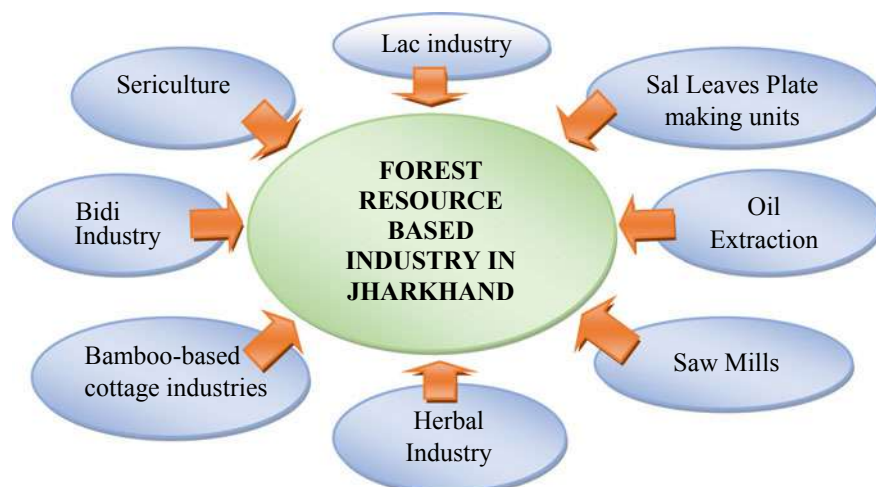 Lac industry
Sericulture
Sal Leaves Plate
making units
FOREST
RESOURCE
BASED
INDUSTRY IN
JHARKHAND
Bidi
Industry
Oil
Extraction
Bamboo-based
cottage industries
Saw Mills
Herbal
Industry